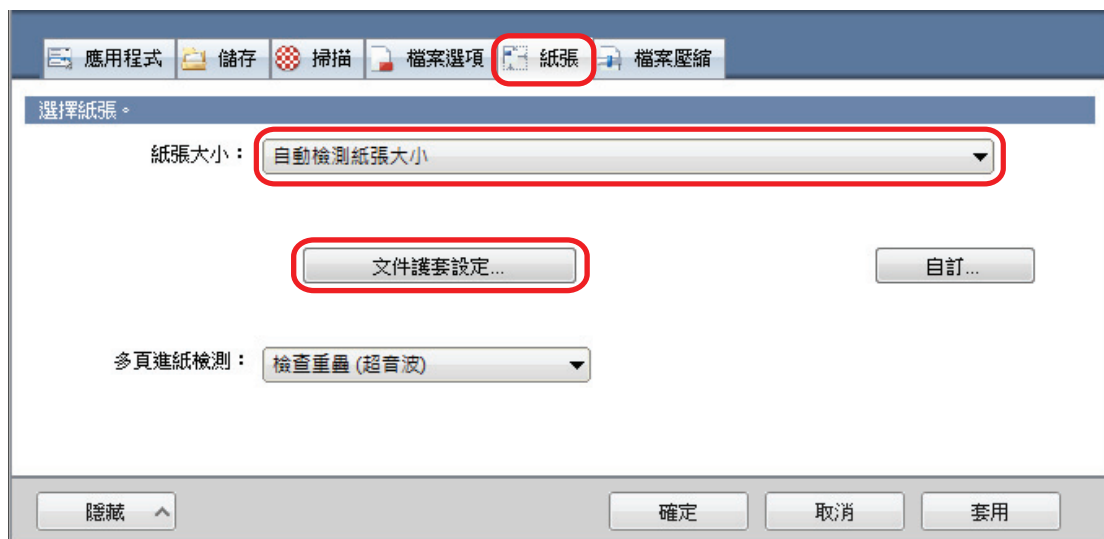 應用程式 儲存 掃描 檔案選項 紙張 檔案壓縮
選擇紙張。
紙張大小： 自動檢測紙張大小
文件護套設定... 自訂...
多頁進紙檢測： 檢查重疊 (超音波)
隱藏 確定 取消 套用